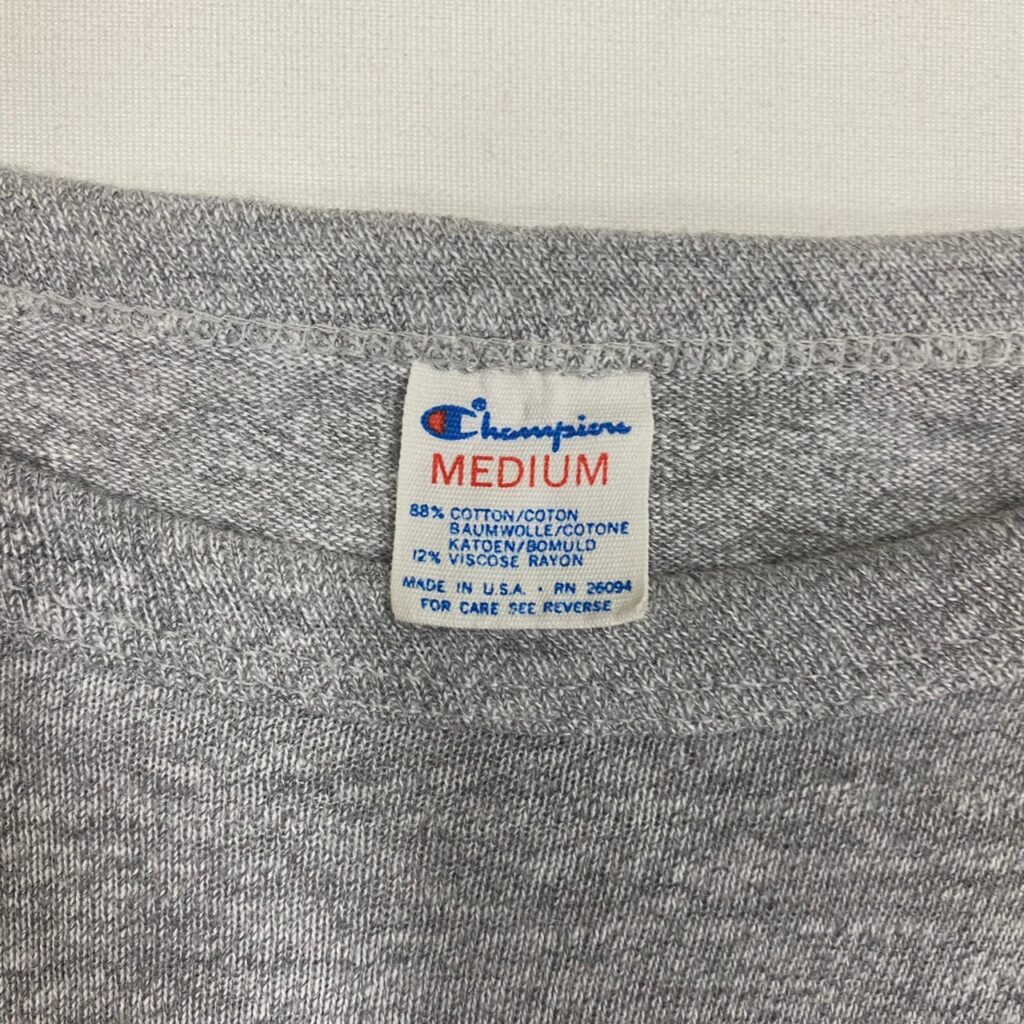 Champion®
MEDIUM
88% COTTON/COTON
BAUMWOLLE/COTONE
KATOEN/BOMULD
12% VISCOSE RAYON
MADE IN U.S.A. · RN 26094
FOR CARE SEE REVERSE